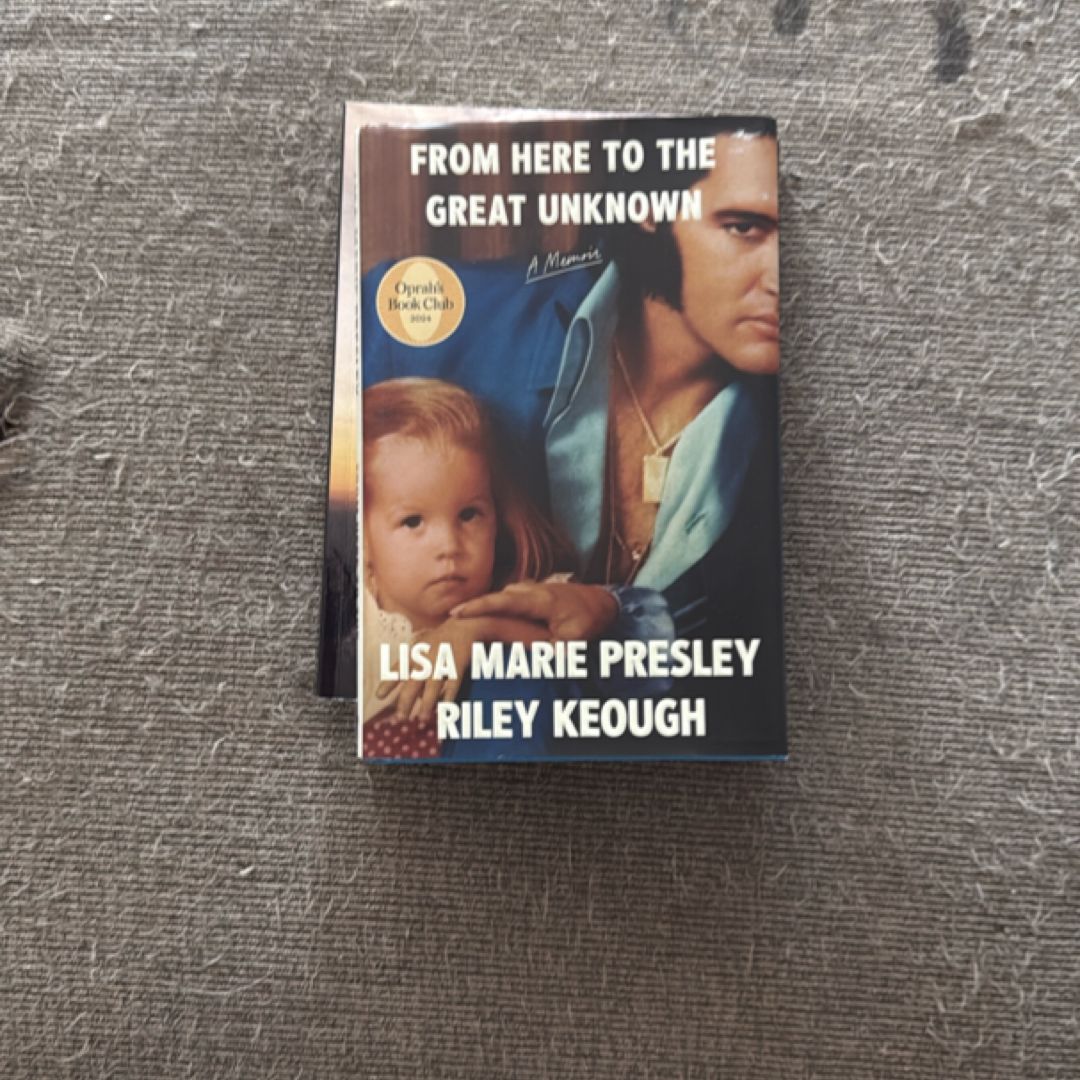 FROM HERE TO THE
GREAT UNKNOWN
A Memoir
Oprah's
Book Club
2024
LISA MARIE PRESLEY
RILEY KEOUGH